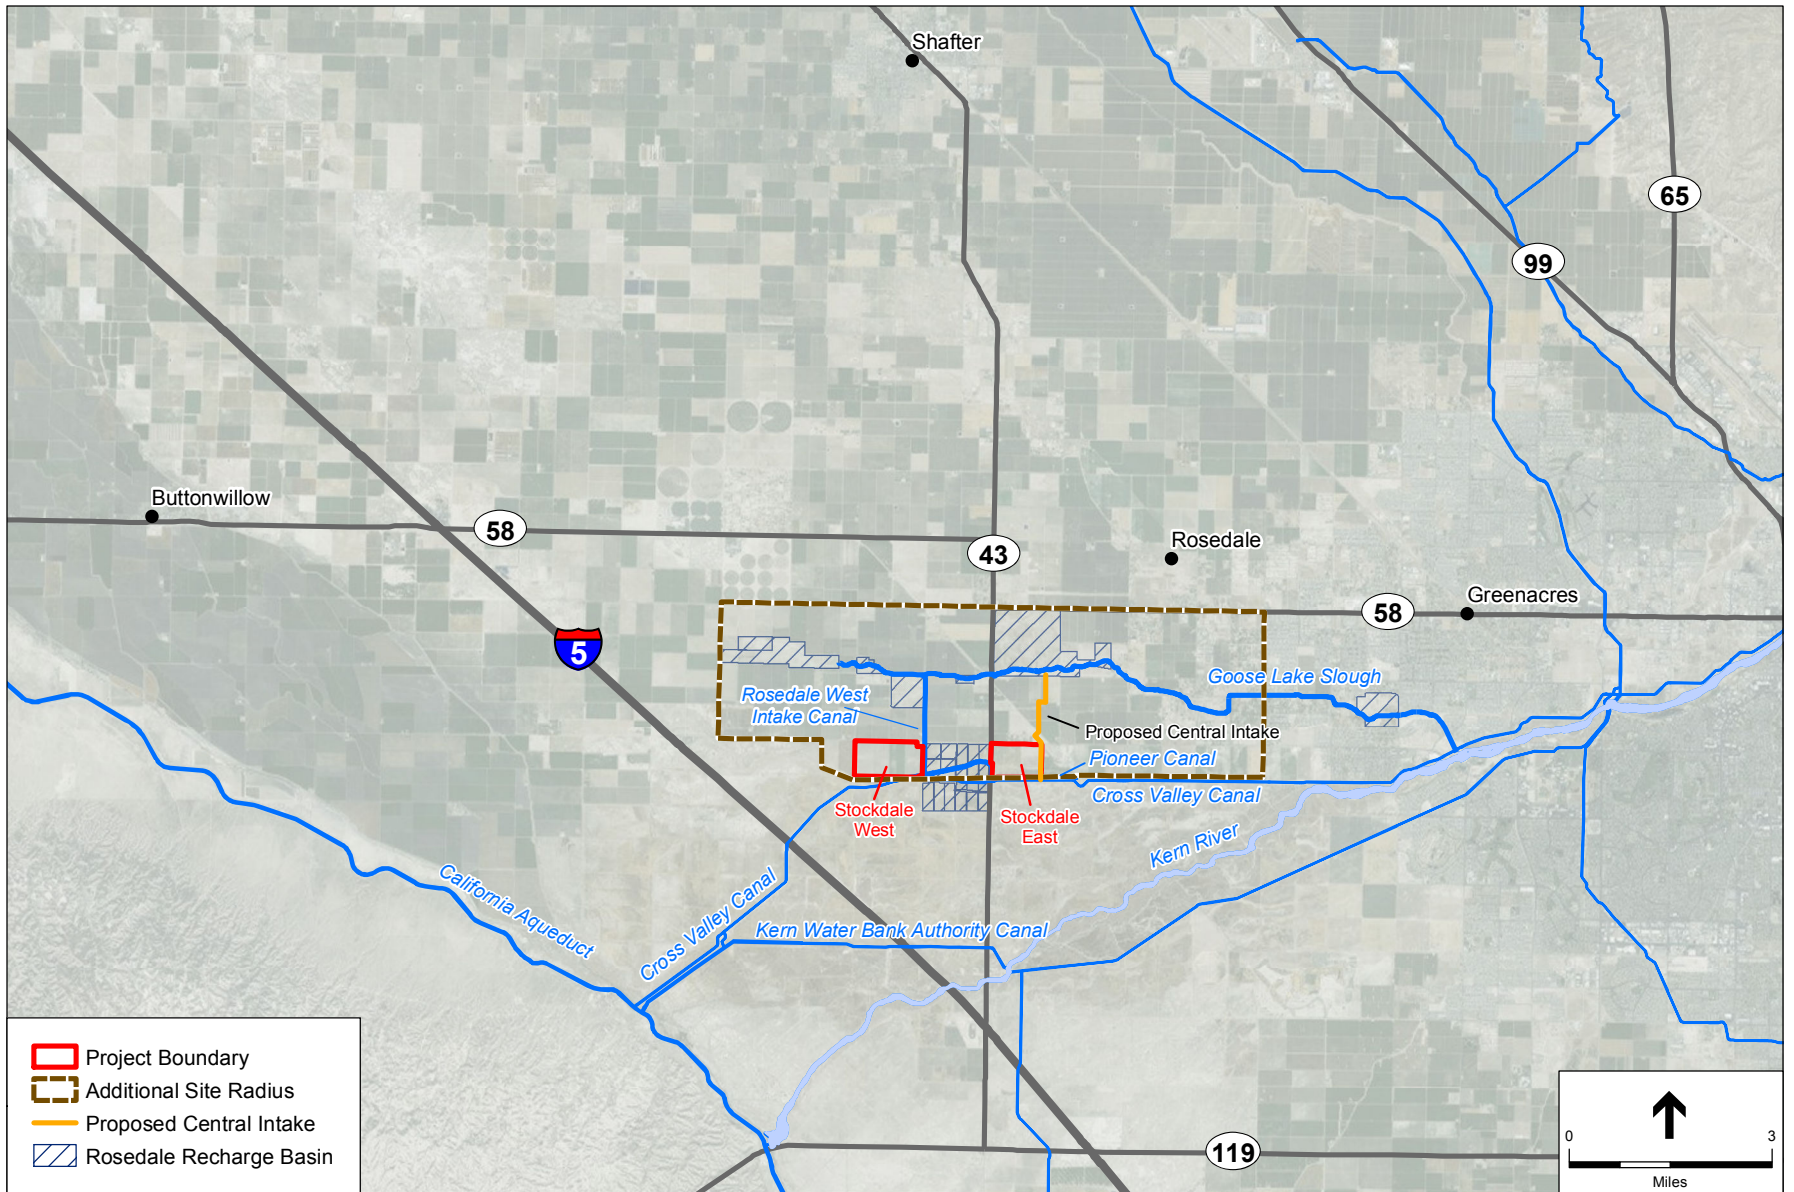 Shafter
65
99
Buttonwillow
58
43
Rosedale
Greenacres
58
5
Goose Lake Slough
Rosedale West
Intake Canal
Proposed Central Intake
Pioneer Canal
Cross Valley Canal
Stockdale
West
Stockdale
East
Kern River
California Aqueduct
Cross Valley Canal
Kern Water Bank Authority Canal
119
Project Boundary
Additional Site Radius
Proposed Central Intake
Rosedale Recharge Basin
0
3
Miles